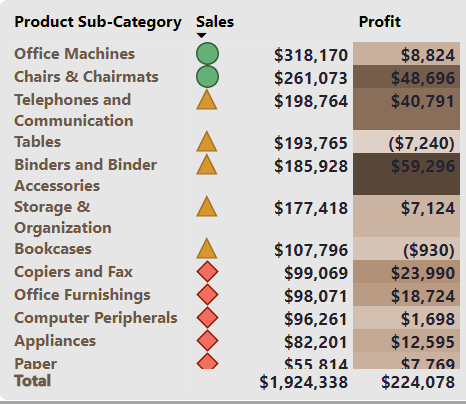 Product Sub-Category Sales Profit
Office Machines $318,170 $8,824
Chairs & Chairmats $261,073 $48,696
Telephones and $198,764 $40,791
Communication
Tables $193,765 ($7,240)
Binders and Binder $185,928 $59,296
Accessories
Storage & $177,418 $7,124
Organization
Bookcases $107,796 ($930)
Copiers and Fax $99,069 $23,990
Office Furnishings $98,071 $18,724
Computer Peripherals $96,261 $1,698
Appliances $82,201 $12,595
Paper $55,814 $7,769
Total $1,924,338 $224,078